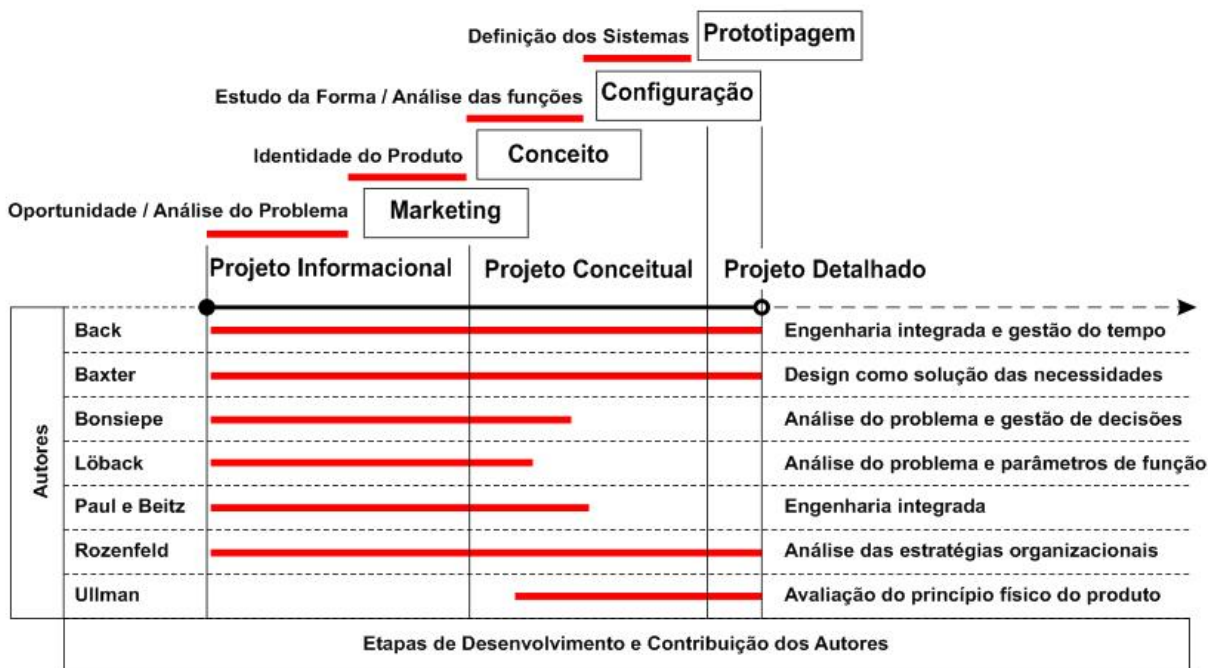 Definição dos Sistemas Prototipagem
Estudo da Forma / Análise das funções Configuração
Identidade do Produto Conceito
Oportunidade / Análise do Problema Marketing
Projeto Informacional Projeto Conceitual Projeto Detalhado
Autores
Back Engenharia integrada e gestão do tempo
Baxter Design como solução das necessidades
Bonsiepe Análise do problema e gestão de decisões
Löback Análise do problema e parâmetros de função
Paul e Beitz Engenharia integrada
Rozenfeld Análise das estratégias organizacionais
Ullman Avaliação do princípio físico do produto
Etapas de Desenvolvimento e Contribuição dos Autores